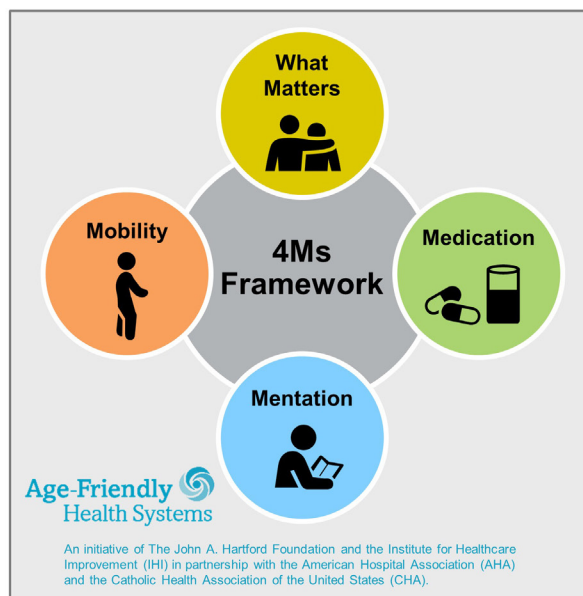 What
Matters
Mobility
4Ms
Framework
Medication
Mentation
Age-Friendly
Health Systems
An initiative of The John A. Hartford Foundation and the Institute for Healthcare
Improvement (IHI) in partnership with the American Hospital Association (AHA)
and the Catholic Health Association of the United States (CHA).